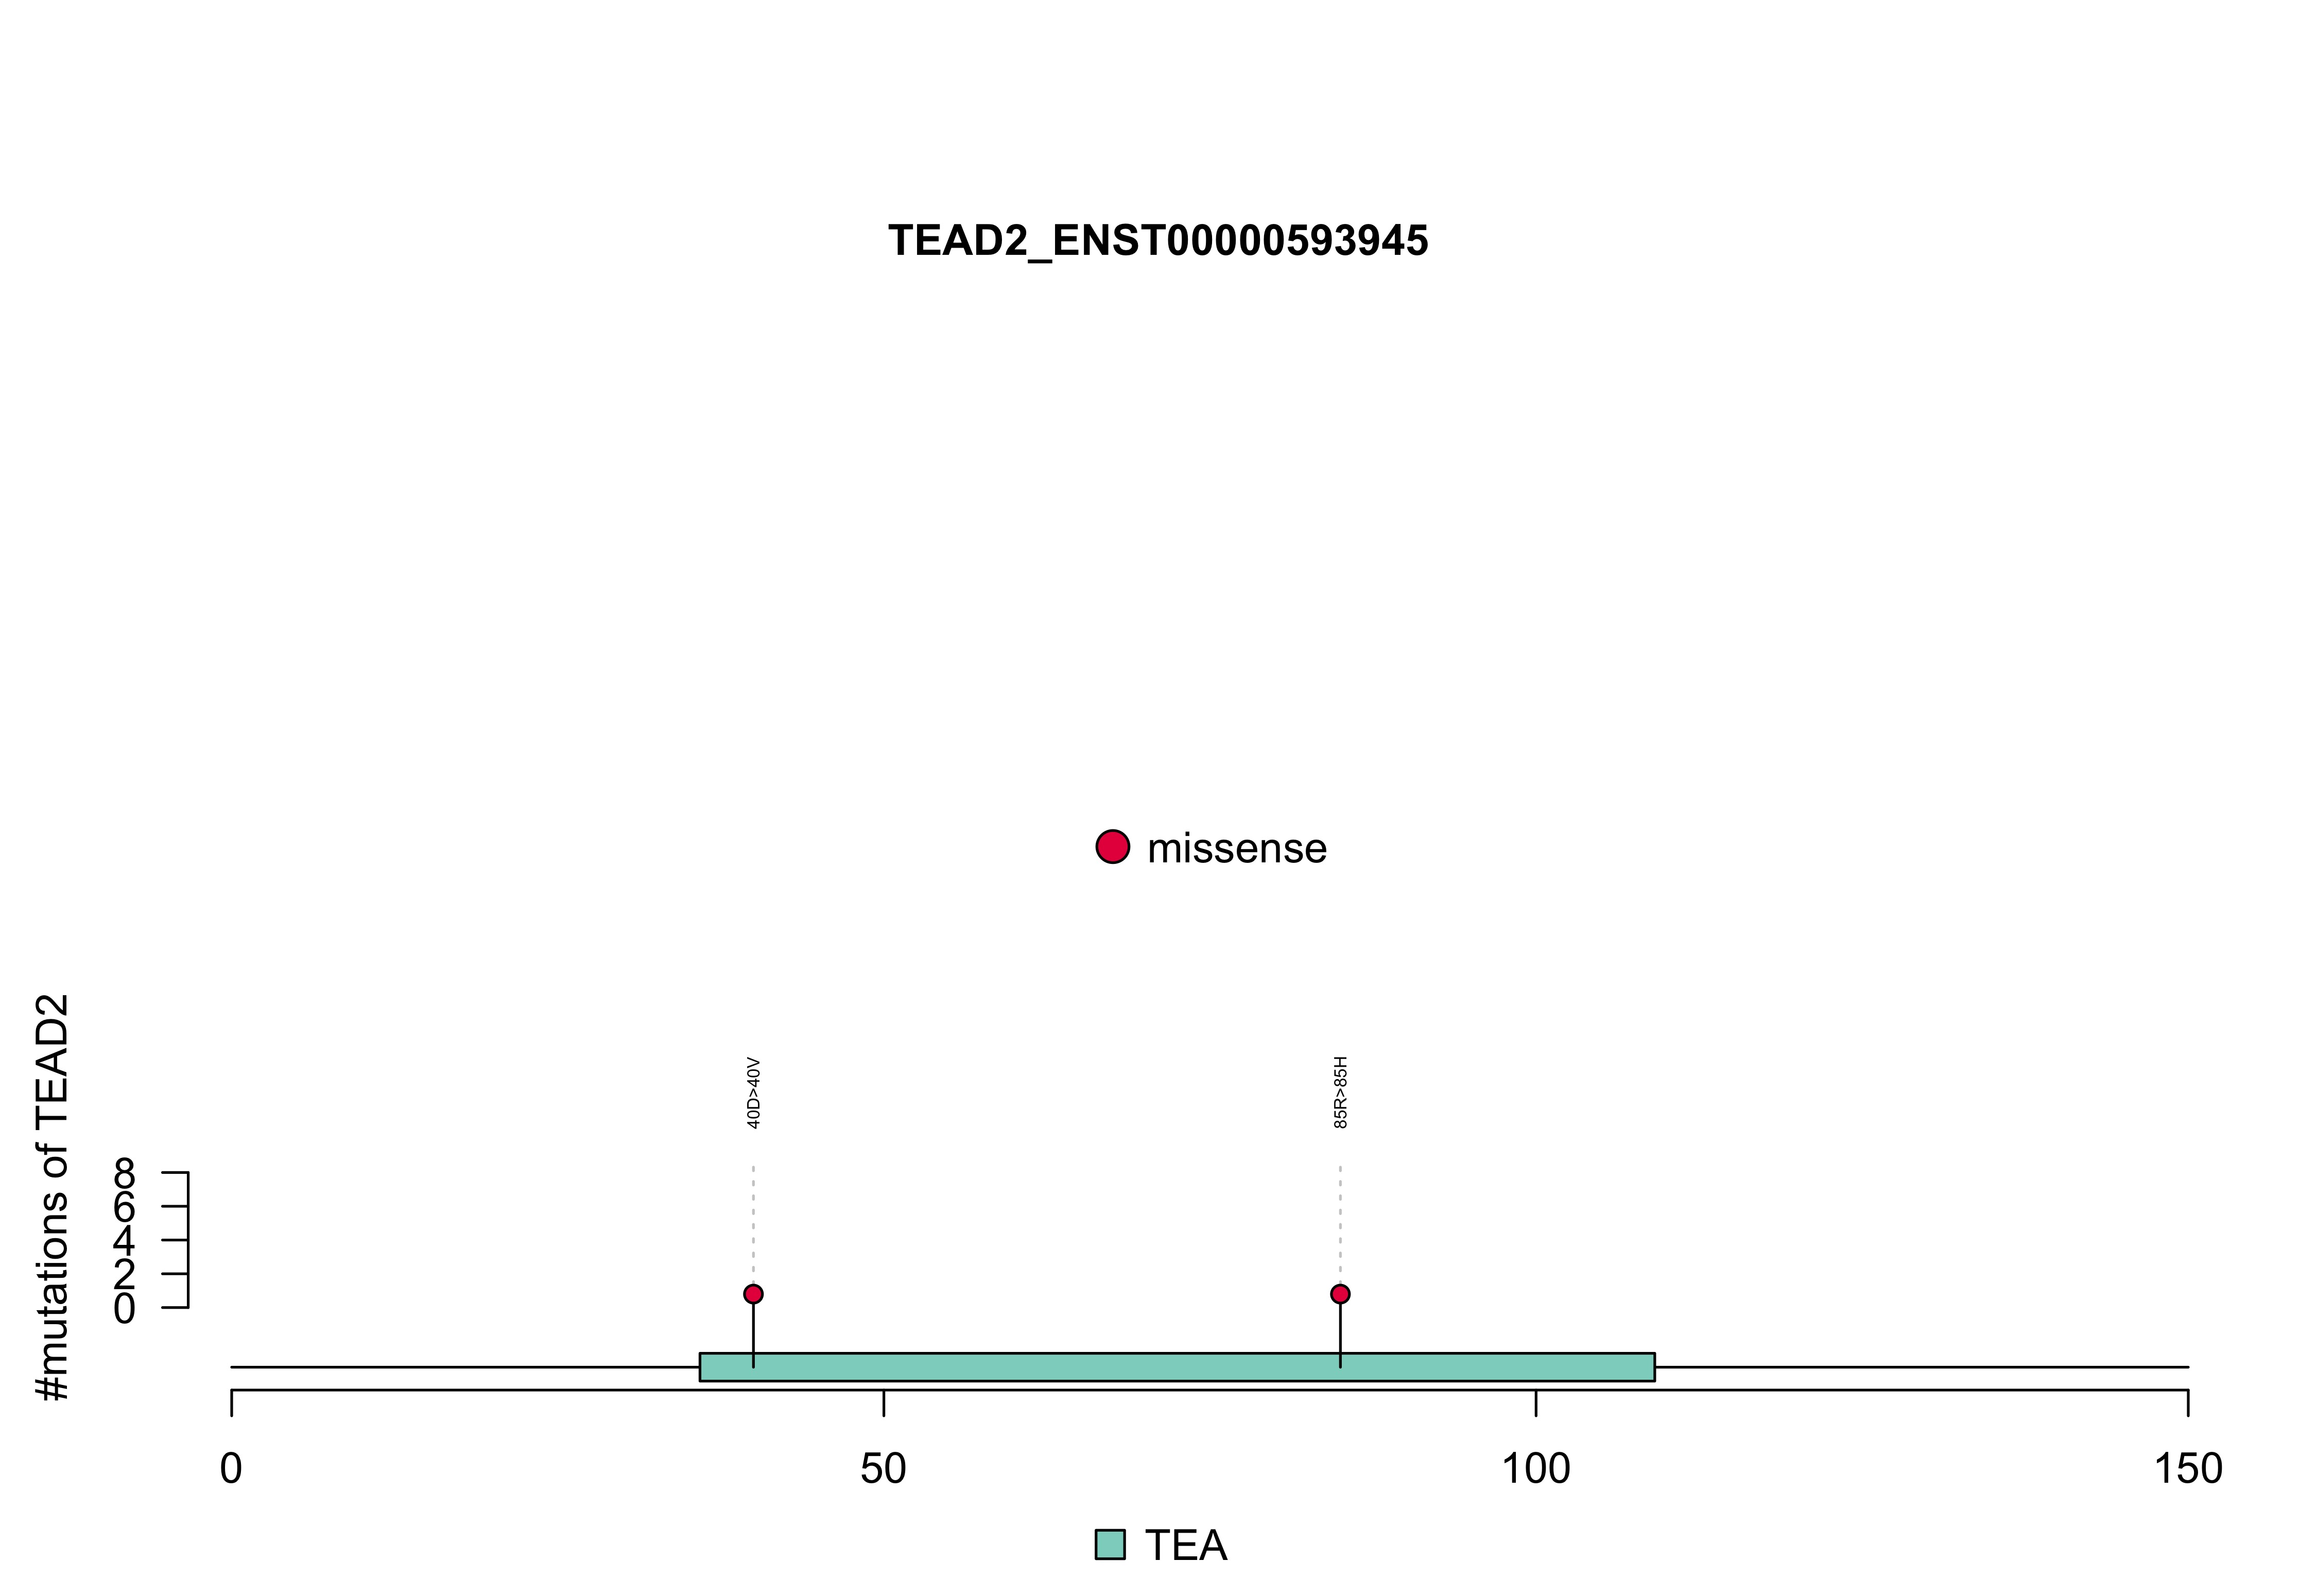 TEAD2_ENST00000593945
missense
#mutations of TEAD2
40D>40V
85R>85H
8
6
4
2
0
0 50 100 150
TEA